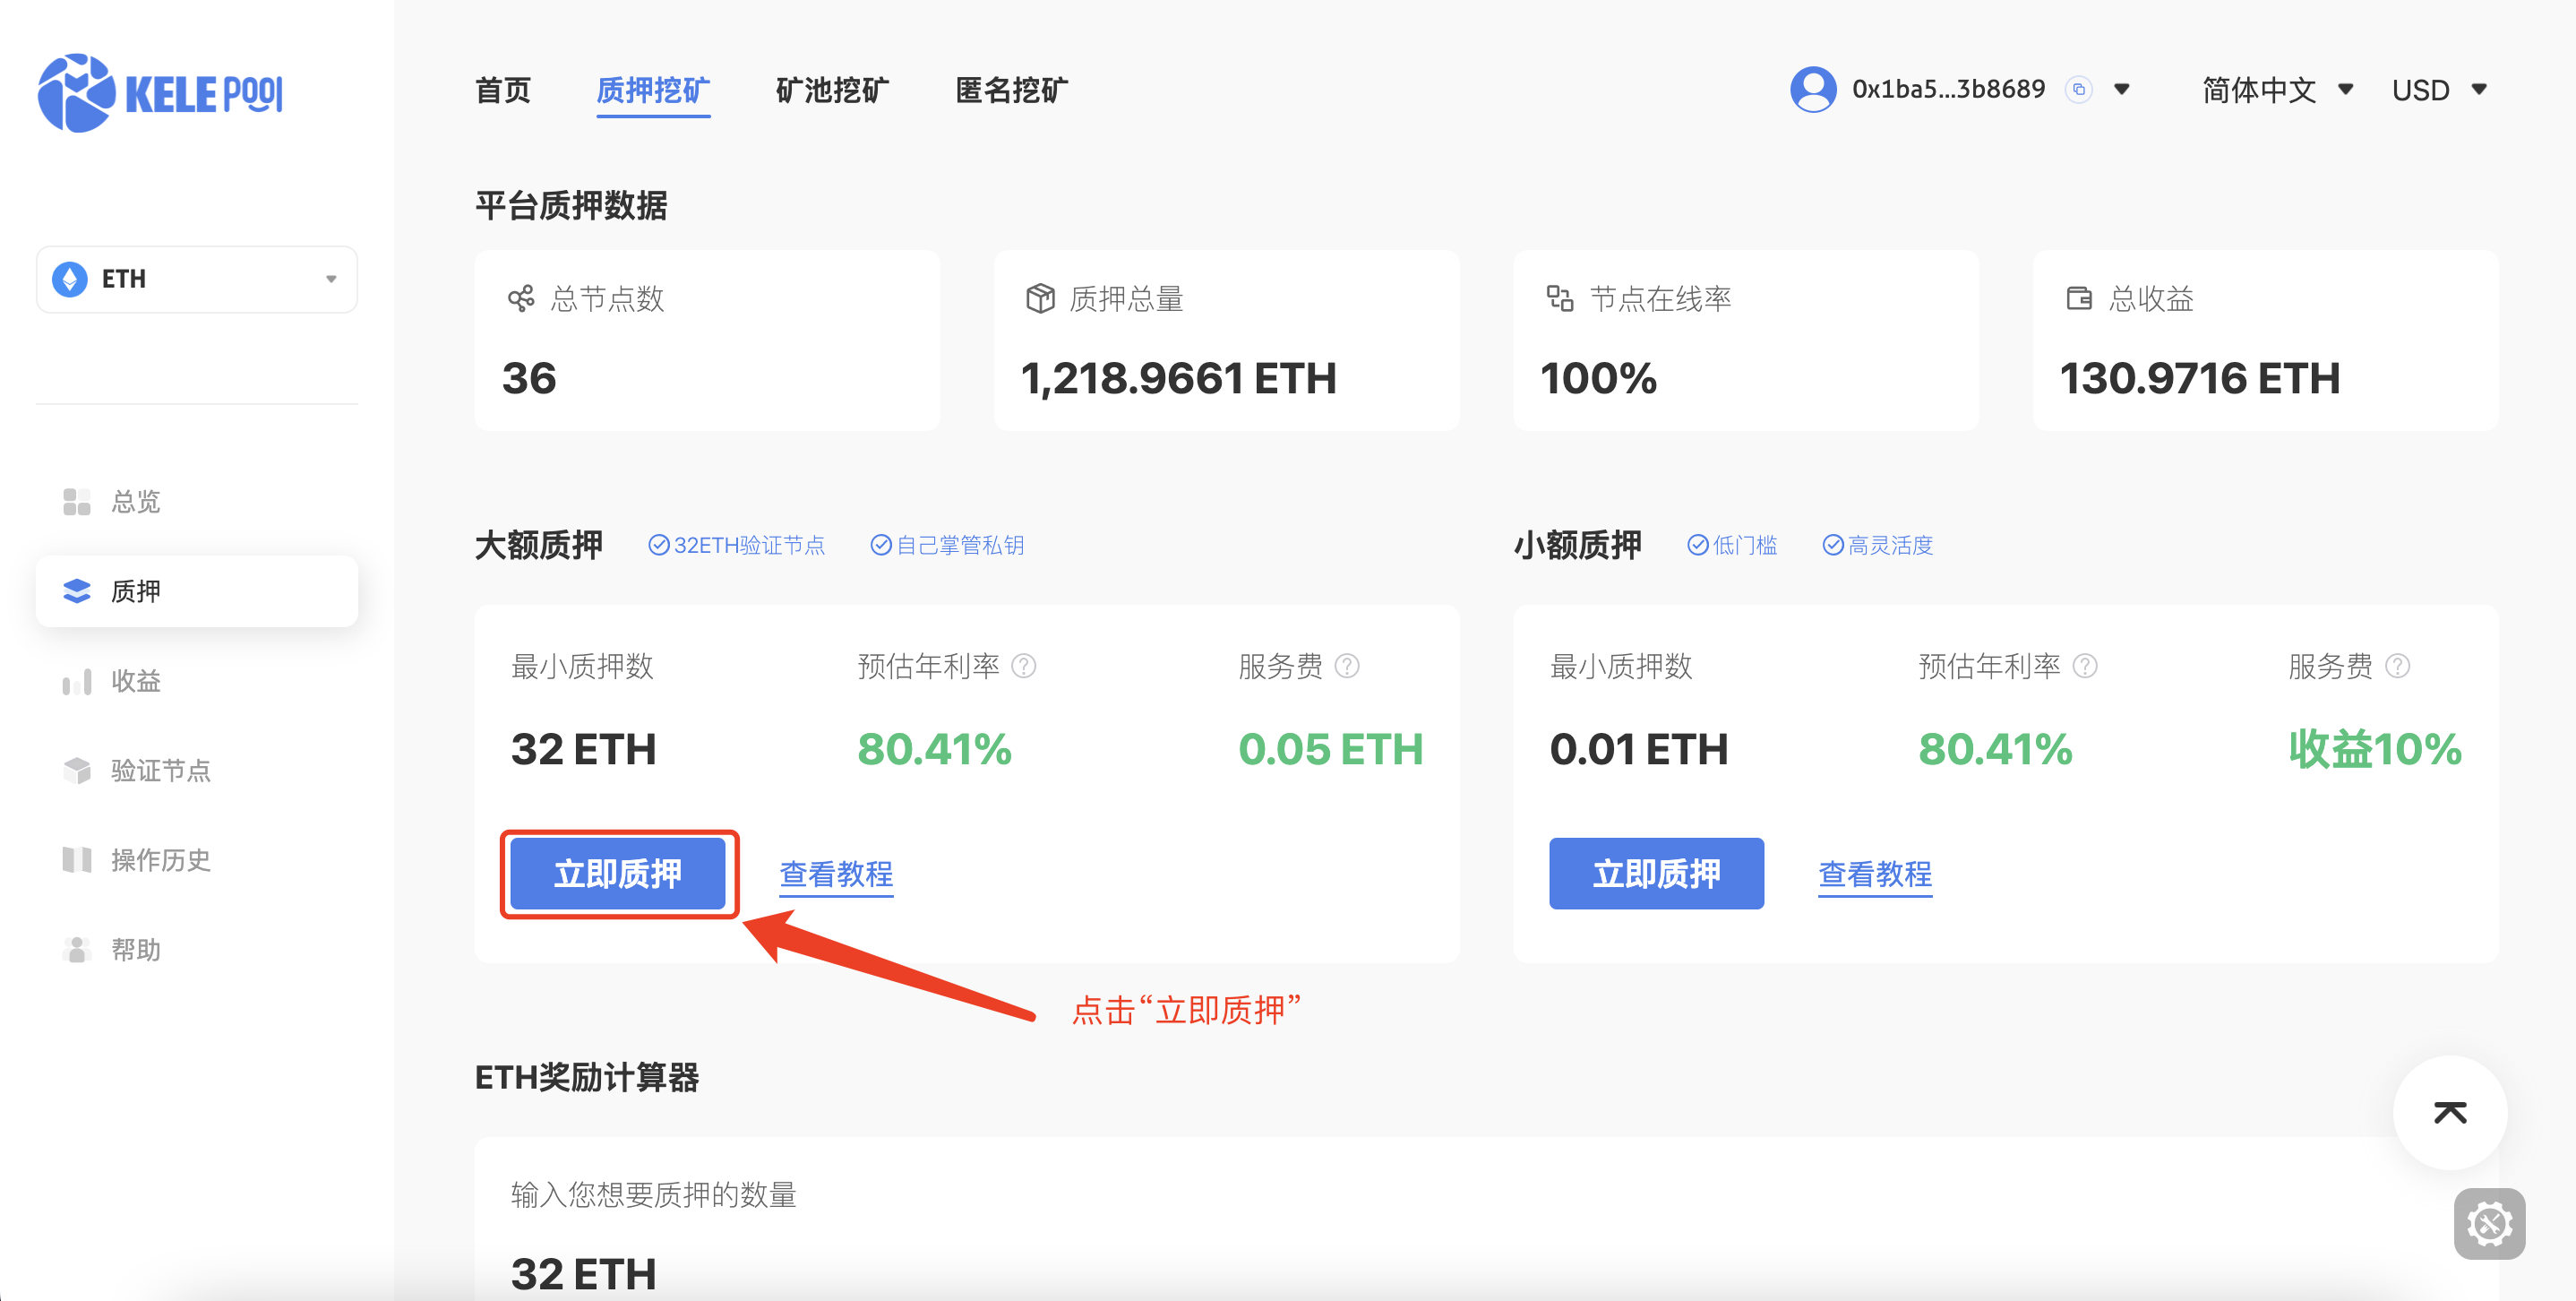 KELE POOL
首页 质押挖矿 矿池挖矿 匿名挖矿 0x1ba5...3b8689 简体中文 USD
ETH
总览
质押
收益
验证节点
操作历史
帮助
平台质押数据
总节点数
36
质押总量
1,218.9661 ETH
节点在线率
100%
总收益
130.9716 ETH
大额质押 32ETH验证节点 自己掌管私钥
最小质押数 预估年利率 ? 服务费 ?
32 ETH 80.41% 0.05 ETH
立即质押 查看教程
点击“立即质押”
小额质押 低门槛 高灵活度
最小质押数 预估年利率 ? 服务费 ?
0.01 ETH 80.41% 收益10%
立即质押 查看教程
ETH奖励计算器
输入您想要质押的数量
32 ETH